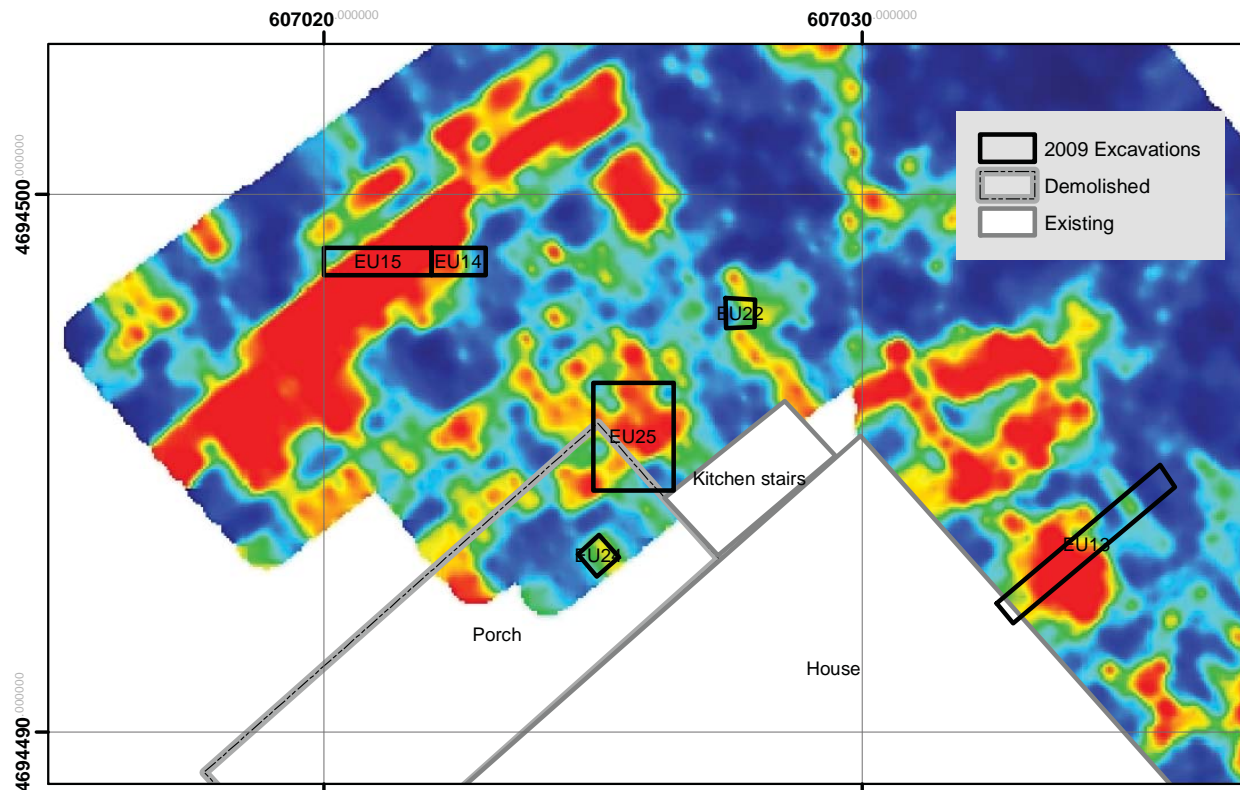 607020.000000
607030.000000
4694500.000000
4694490.000000
2009 Excavations
Demolished
Existing
EU15
EU14
EU22
EU25
Kitchen stairs
EU24
EU13
Porch
House